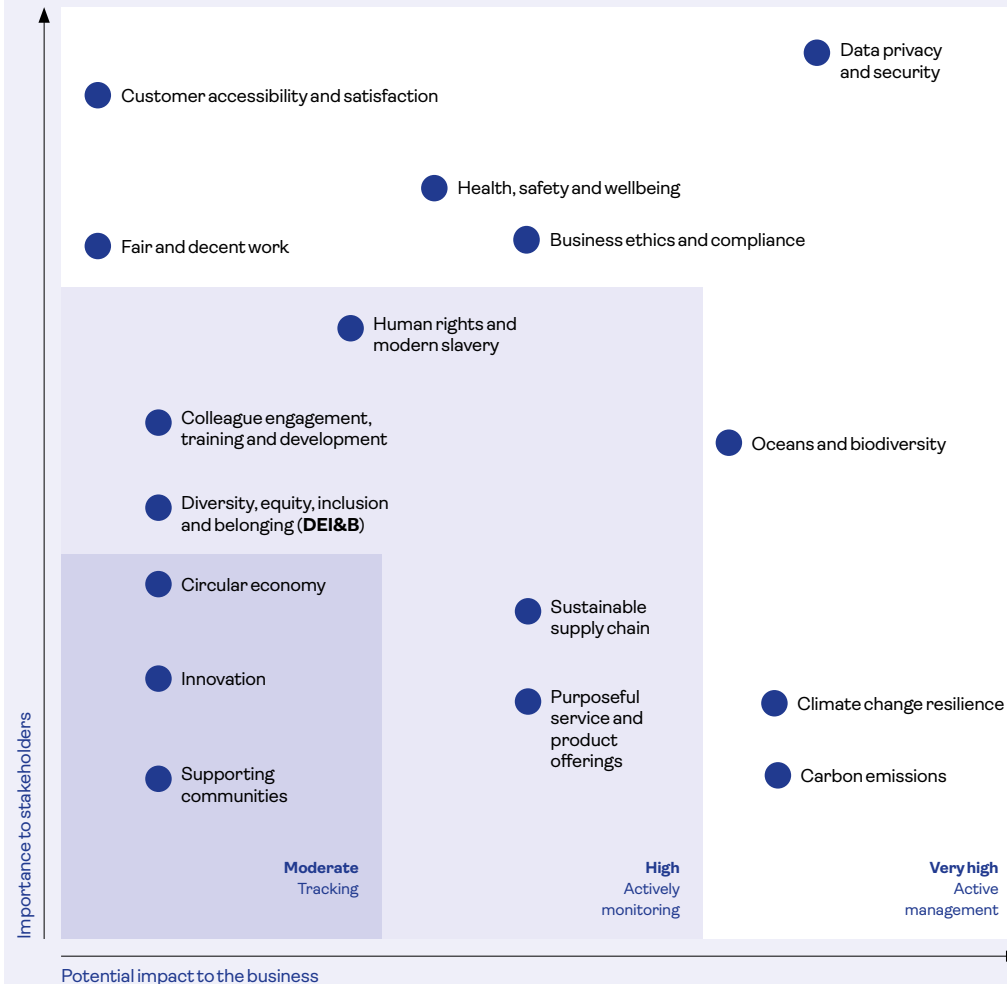 Data privacy
and security
Customer accessibility and satisfaction
Health, safety and wellbeing
Business ethics and compliance
Fair and decent work
Human rights and
modern slavery
Colleague engagement,
training and development
Oceans and biodiversity
Diversity, equity, inclusion
and belonging (DEI&B)
Circular economy
Sustainable
supply chain
Innovation
Purposeful
service and
product
offerings
Climate change resilience
Supporting
communities
Carbon emissions
Moderate
Tracking
High
Actively
monitoring
Very high
Active
management
Importance to stakeholders
Potential impact to the business